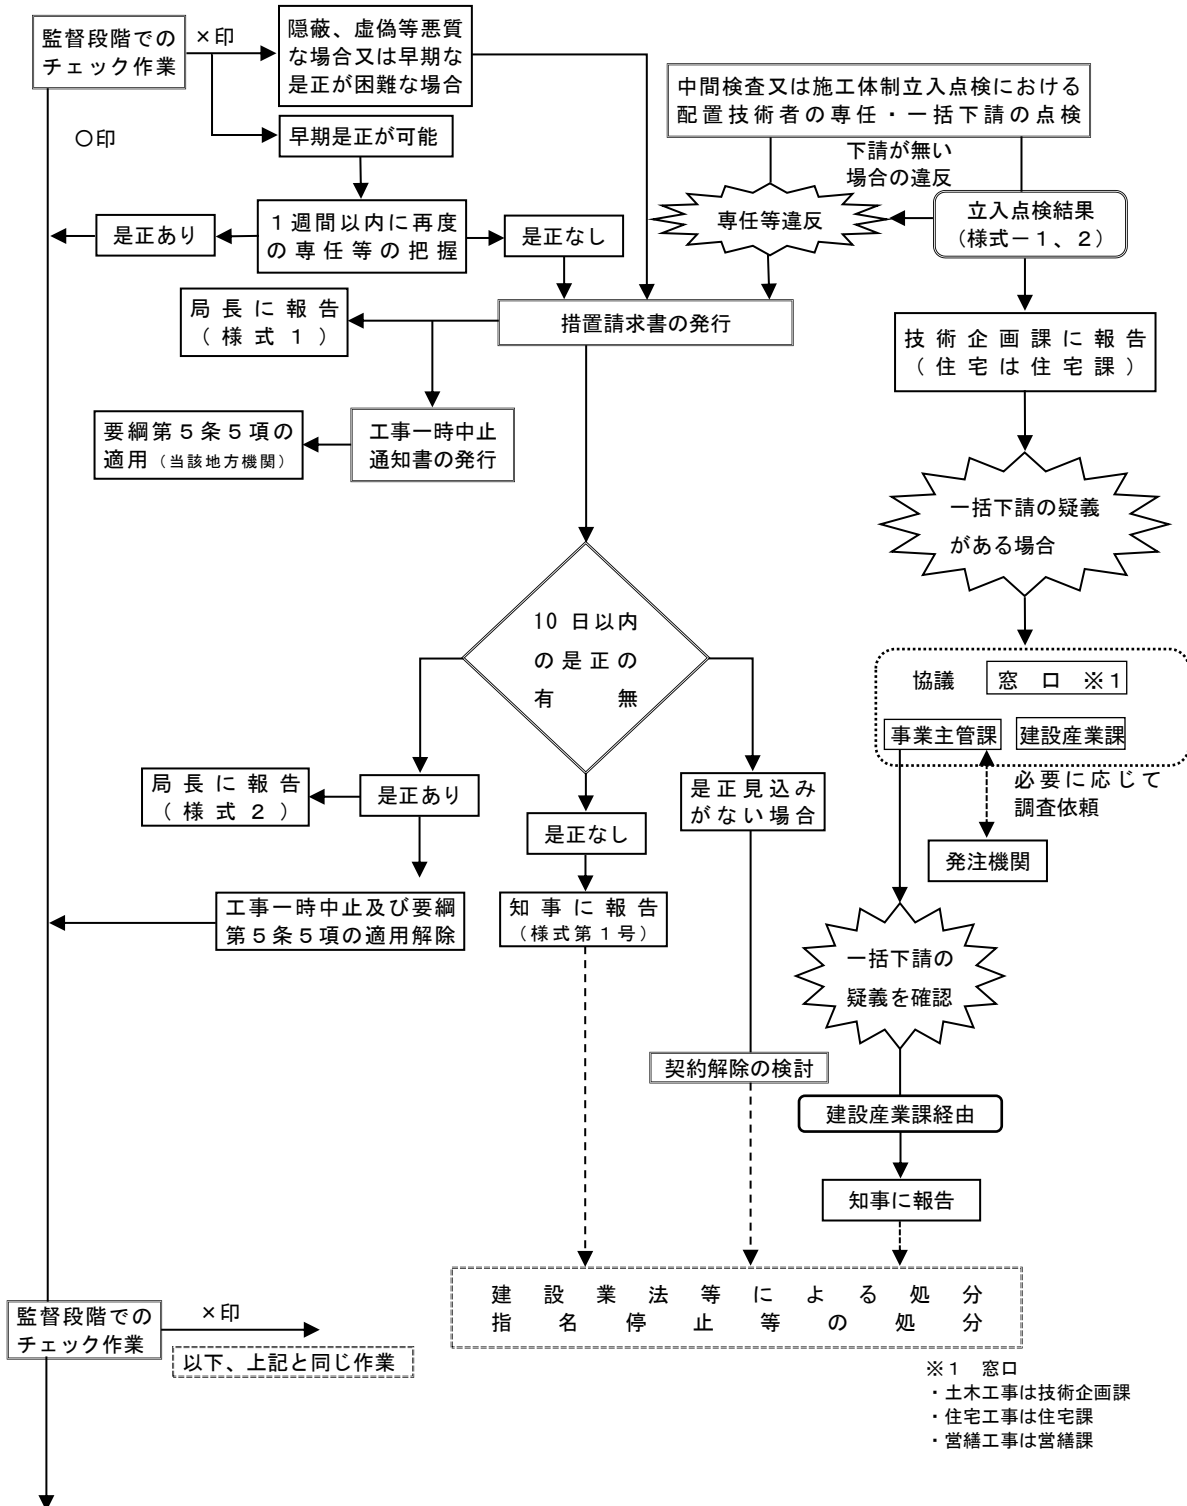 監督段階での
チェック作業
×印
隠蔽、虚偽等悪質
な場合又は早期な
是正が困難な場合
中間検査又は施工体制立入点検における
配置技術者の専任・一括下請の点検
〇印
早期是正が可能
下請が無い
場合の違反
専任等違反
立入点検結果
(様式-1、2)
是正あり
1週間以内に再度
の専任等の把握
是正なし
局長に報告
(様式1)
措置請求書の発行
技術企画課に報告
(住宅は住宅課)
要綱第5条5項の
適用(当該地方機関)
工事一時中止
通知書の発行
一括下請の疑義
がある場合
10 日以内
の是正の
有 無
協議 窓 口 ※1
事業主管課 建設産業課
必要に応じて
調査依頼
発注機関
局長に報告
(様式2)
是正あり
是正なし
是正見込み
がない場合
工事一時中止及び要綱
第5条5項の適用解除
知事に報告
(様式第1号)
一括下請の
疑義を確認
契約解除の検討
建設産業課経由
知事に報告
建設業法等による処分
指名停止等の処分
監督段階での
チェック作業
×印
以下、上記と同じ作業
※1 窓口
・土木工事は技術企画課
・住宅工事は住宅課
・営繕工事は営繕課